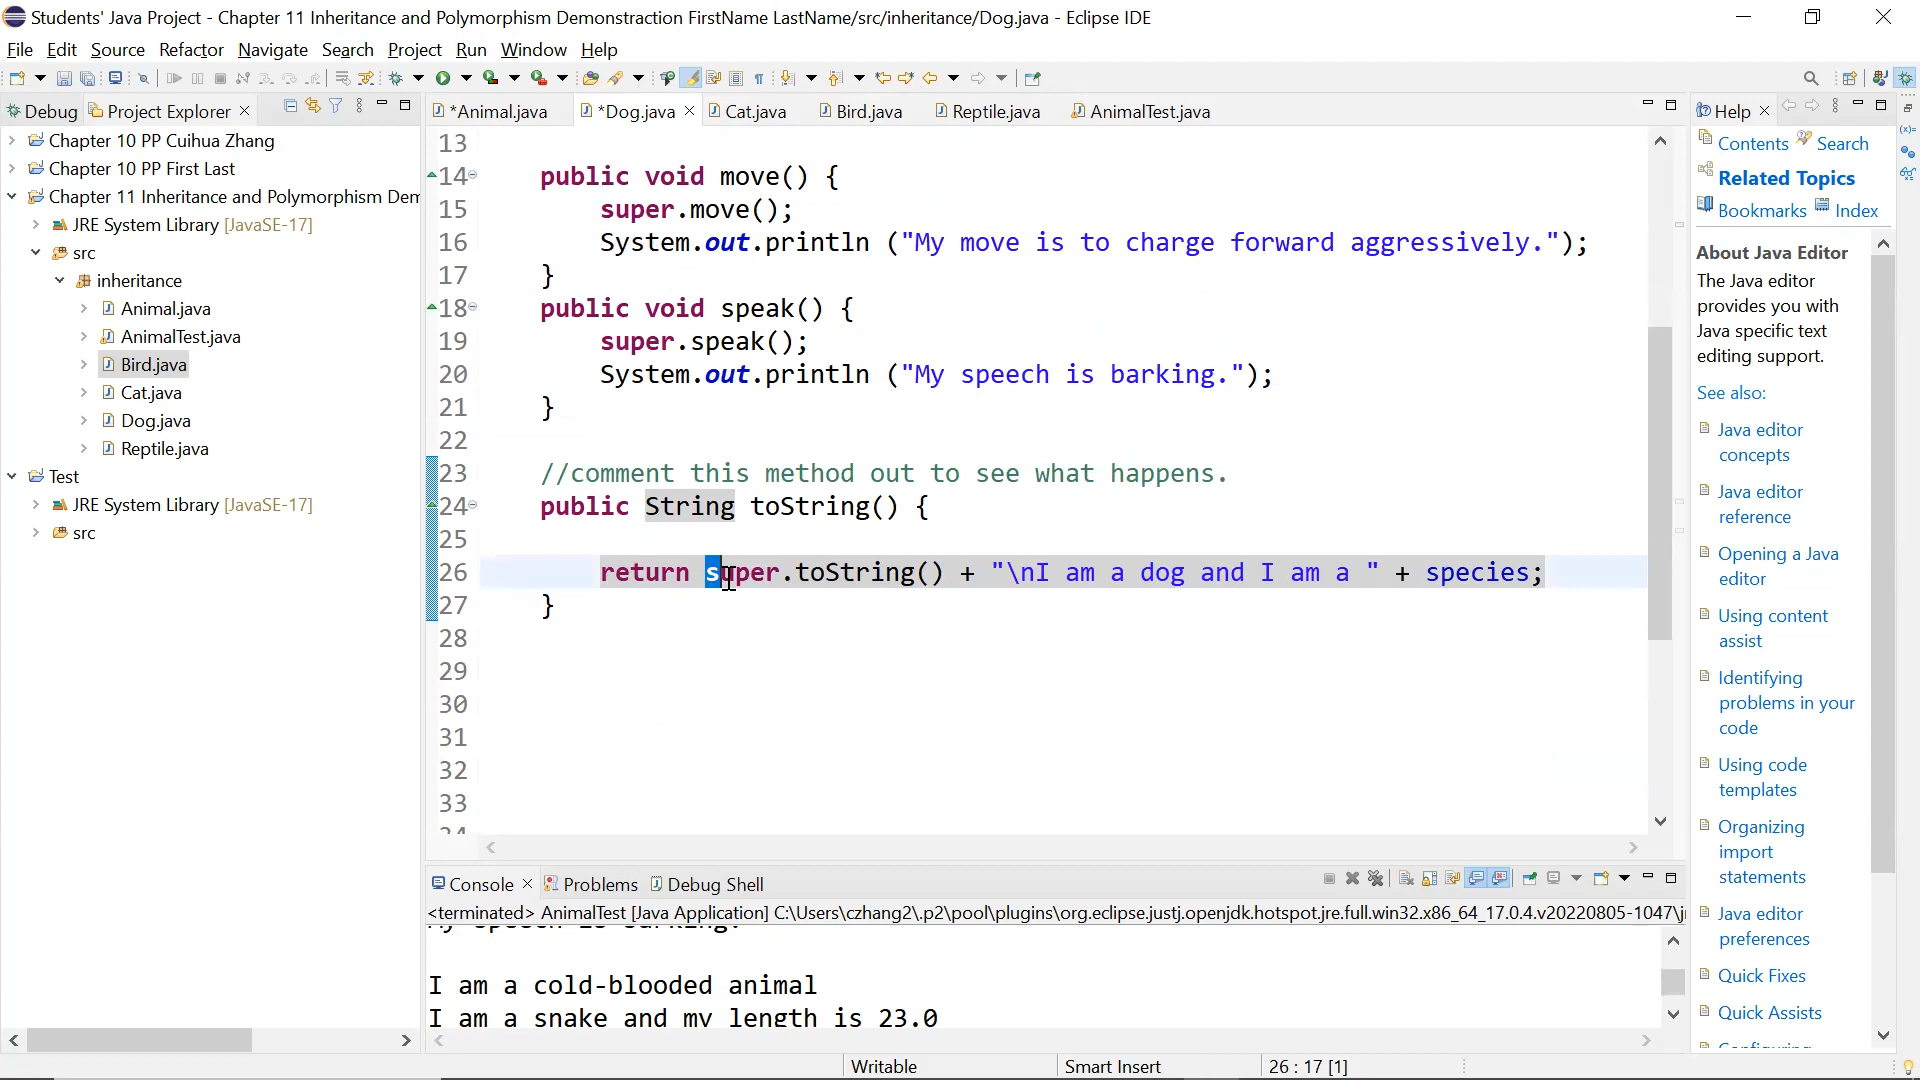 Students' Java Project - Chapter 11 Inheritance and Polymorphism Demonstraction FirstName LastName/src/inheritance/Dog.java - Eclipse IDE
File Edit Source Refactor Navigate Search Project Run Window Help
Debug Project Explorer
*Animal.java *Dog.java Cat.java Bird.java Reptile.java AnimalTest.java
Chapter 10 PP Cuihua Zhang
Chapter 10 PP First Last
Chapter 11 Inheritance and Polymorphism Dem
JRE System Library [JavaSE-17]
src
inheritance
Animal.java
AnimalTest.java
Bird.java
Cat.java
Dog.java
Reptile.java
Test
JRE System Library [JavaSE-17]
src
13
14 public void move() {
15 super.move();
16 System.out.println ("My move is to charge forward aggressively.");
17 }
18 public void speak() {
19 super.speak();
20 System.out.println ("My speech is barking.");
21 }
22
23 //comment this method out to see what happens.
24 public String toString() {
25
26 return super.toString() + "\nI am a dog and I am a " + species;
27 }
28
29
30
31
32
33
34
Console Problems Debug Shell
<terminated> AnimalTest [Java Application] C:\Users\czhang2\.p2\pool\plugins\org.eclipse.justj.openjdk.hotspot.jre.full.win32.x86_64_17.0.4.v20220805-1047\j
My speech is barking.
I am a cold-blooded animal
I am a snake and my length is 23.0
Writable Smart Insert 26 : 17 [1]
Help
Contents Search
Related Topics
Bookmarks Index
About Java Editor
The Java editor
provides you with
Java specific text
editing support.
See also:
Java editor
concepts
Java editor
reference
Opening a Java
editor
Using content
assist
Identifying
problems in your
code
Using code
templates
Organizing
import
statements
Java editor
preferences
Quick Fixes
Quick Assists
Configuring